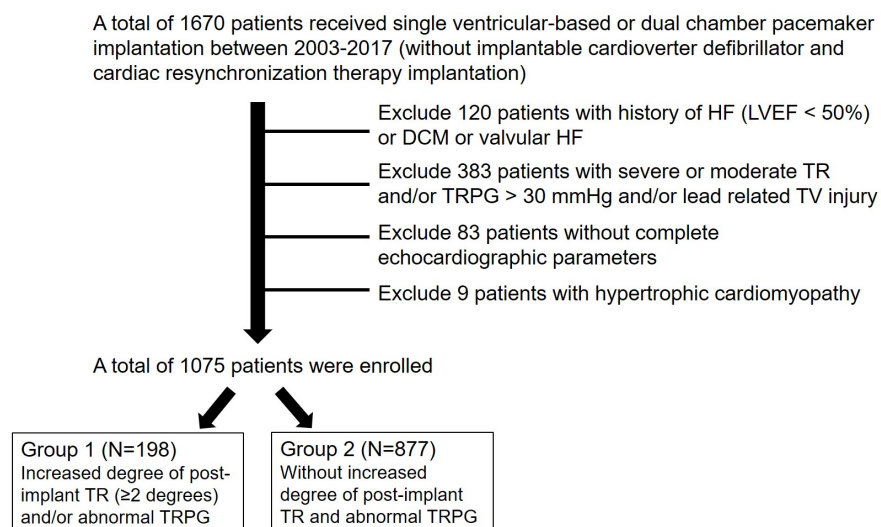 A total of 1670 patients received single ventricular-based or dual chamber pacemaker
implantation between 2003-2017 (without implantable cardioverter defibrillator and
cardiac resynchronization therapy implantation)
Exclude 120 patients with history of HF (LVEF < 50%)
or DCM or valvular HF
Exclude 383 patients with severe or moderate TR
and/or TRPG > 30 mmHg and/or lead related TV injury
Exclude 83 patients without complete
echocardiographic parameters
Exclude 9 patients with hypertrophic cardiomyopathy
A total of 1075 patients were enrolled
Group 1 (N=198)
Increased degree of post-
implant TR (≥2 degrees)
and/or abnormal TRPG
Group 2 (N=877)
Without increased
degree of post-implant
TR and abnormal TRPG